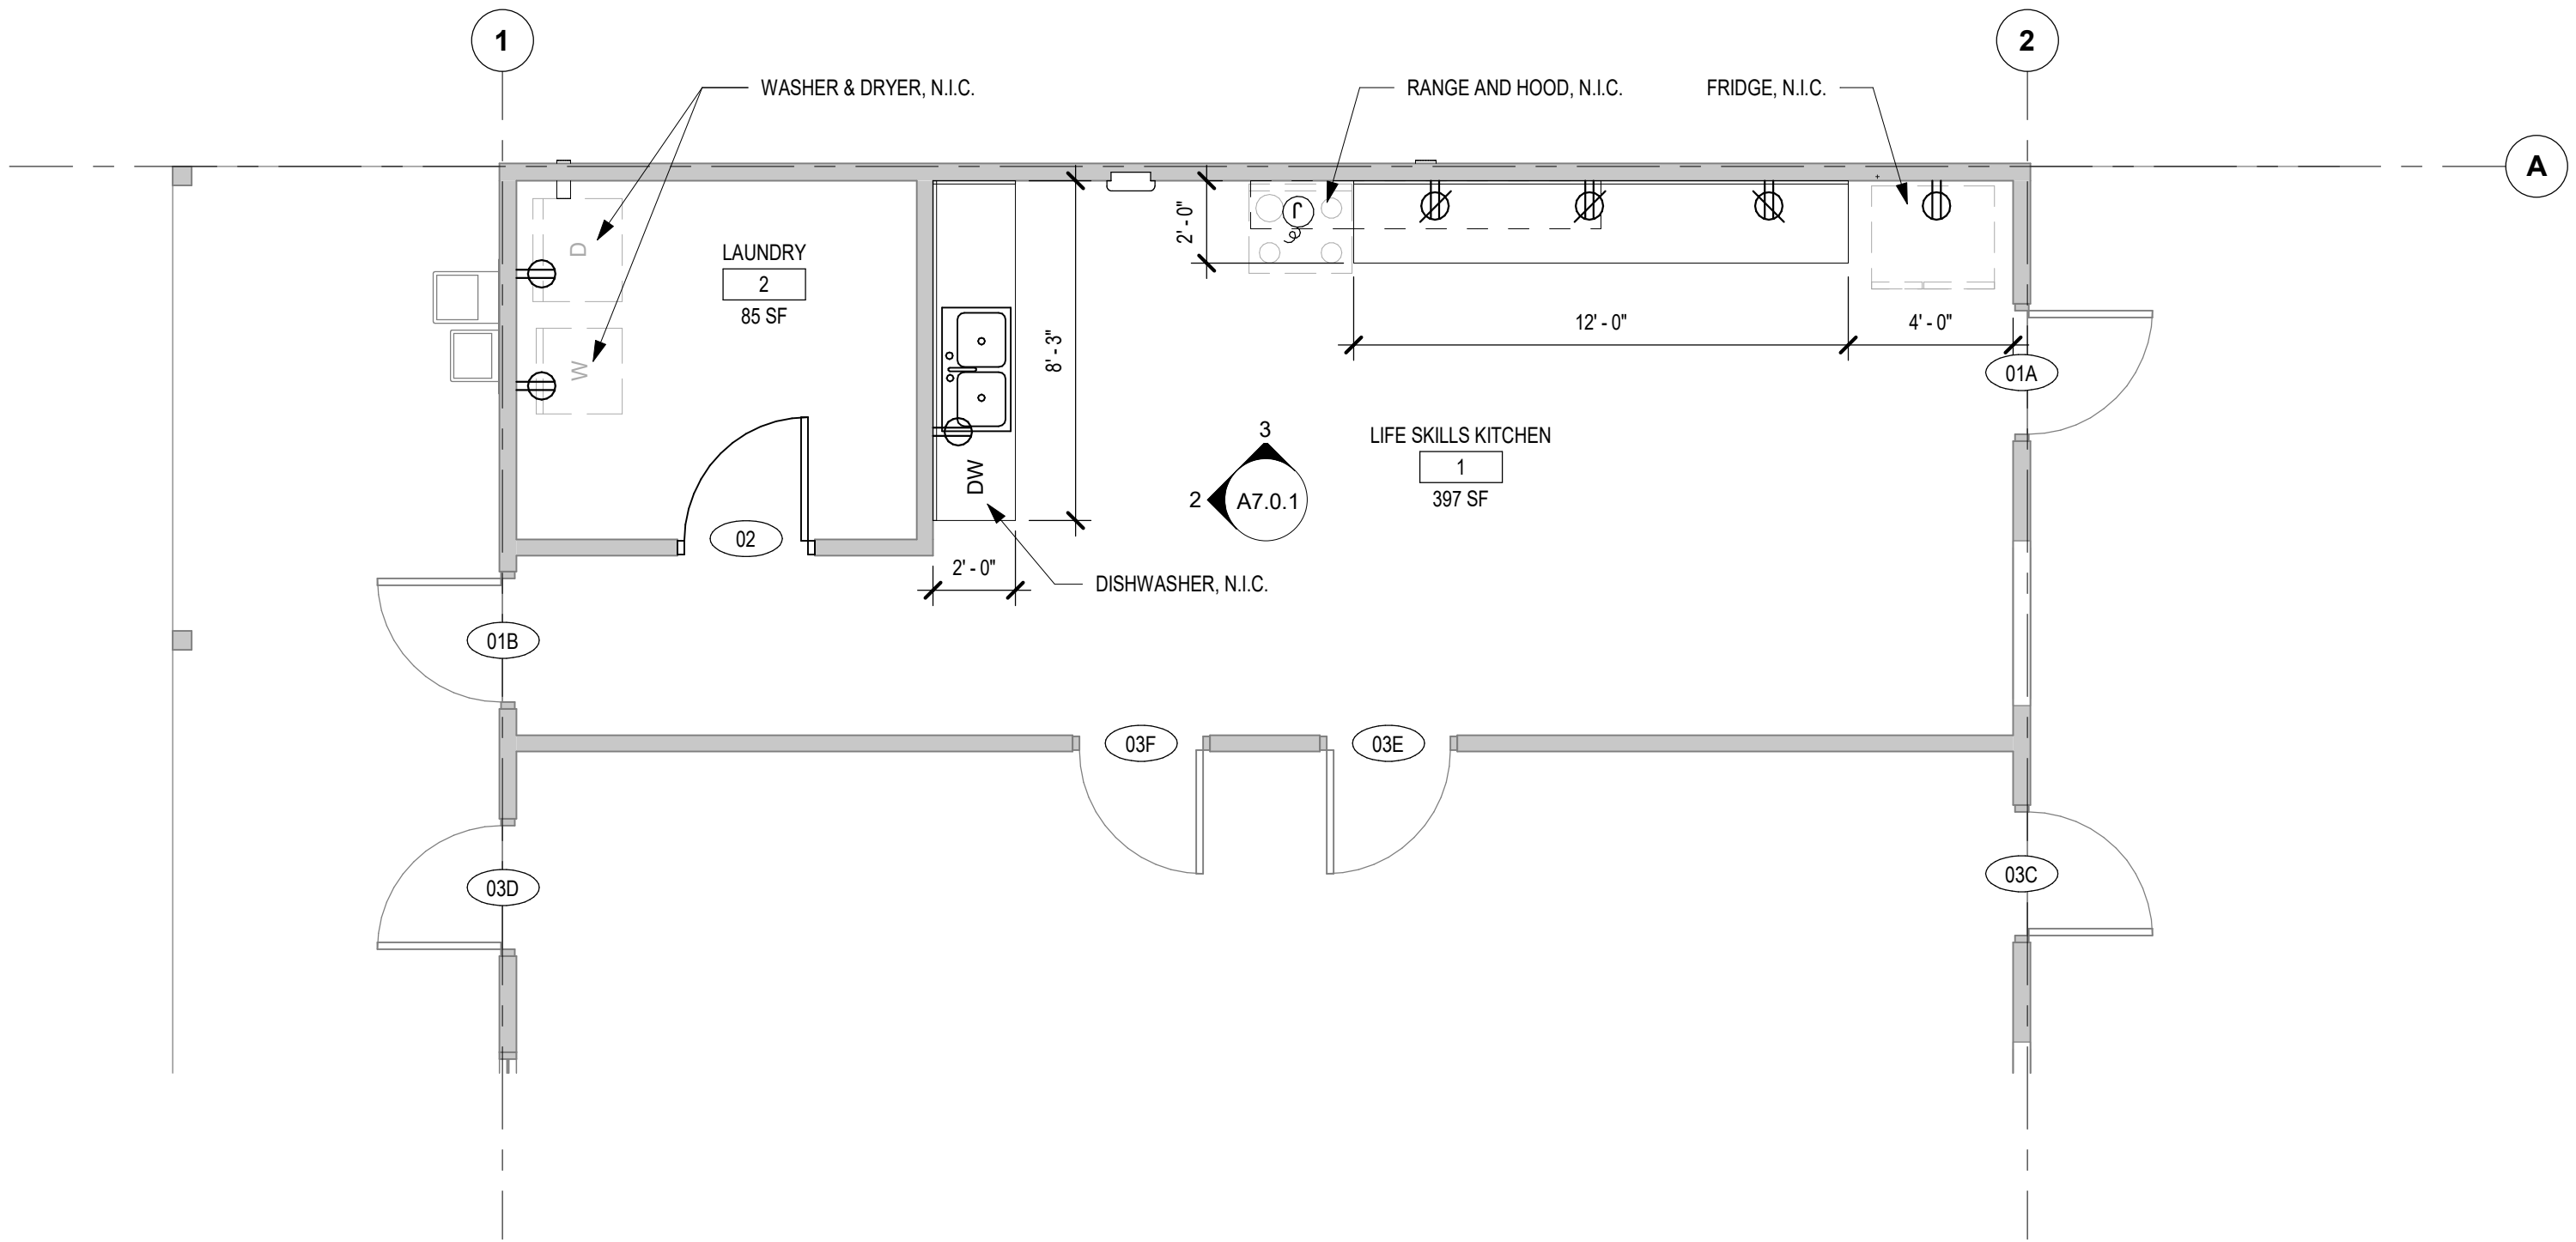 1
2
WASHER & DRYER, N.I.C.
RANGE AND HOOD, N.I.C.
FRIDGE, N.I.C.
A
D
W
LAUNDRY
2
85 SF
8' - 3"
2' - 0"
J
12' - 0"
4' - 0"
01A
LIFE SKILLS KITCHEN
1
397 SF
3
2
A7.0.1
DW
02
2' - 0"
DISHWASHER, N.I.C.
01B
03F
03E
03D
03C